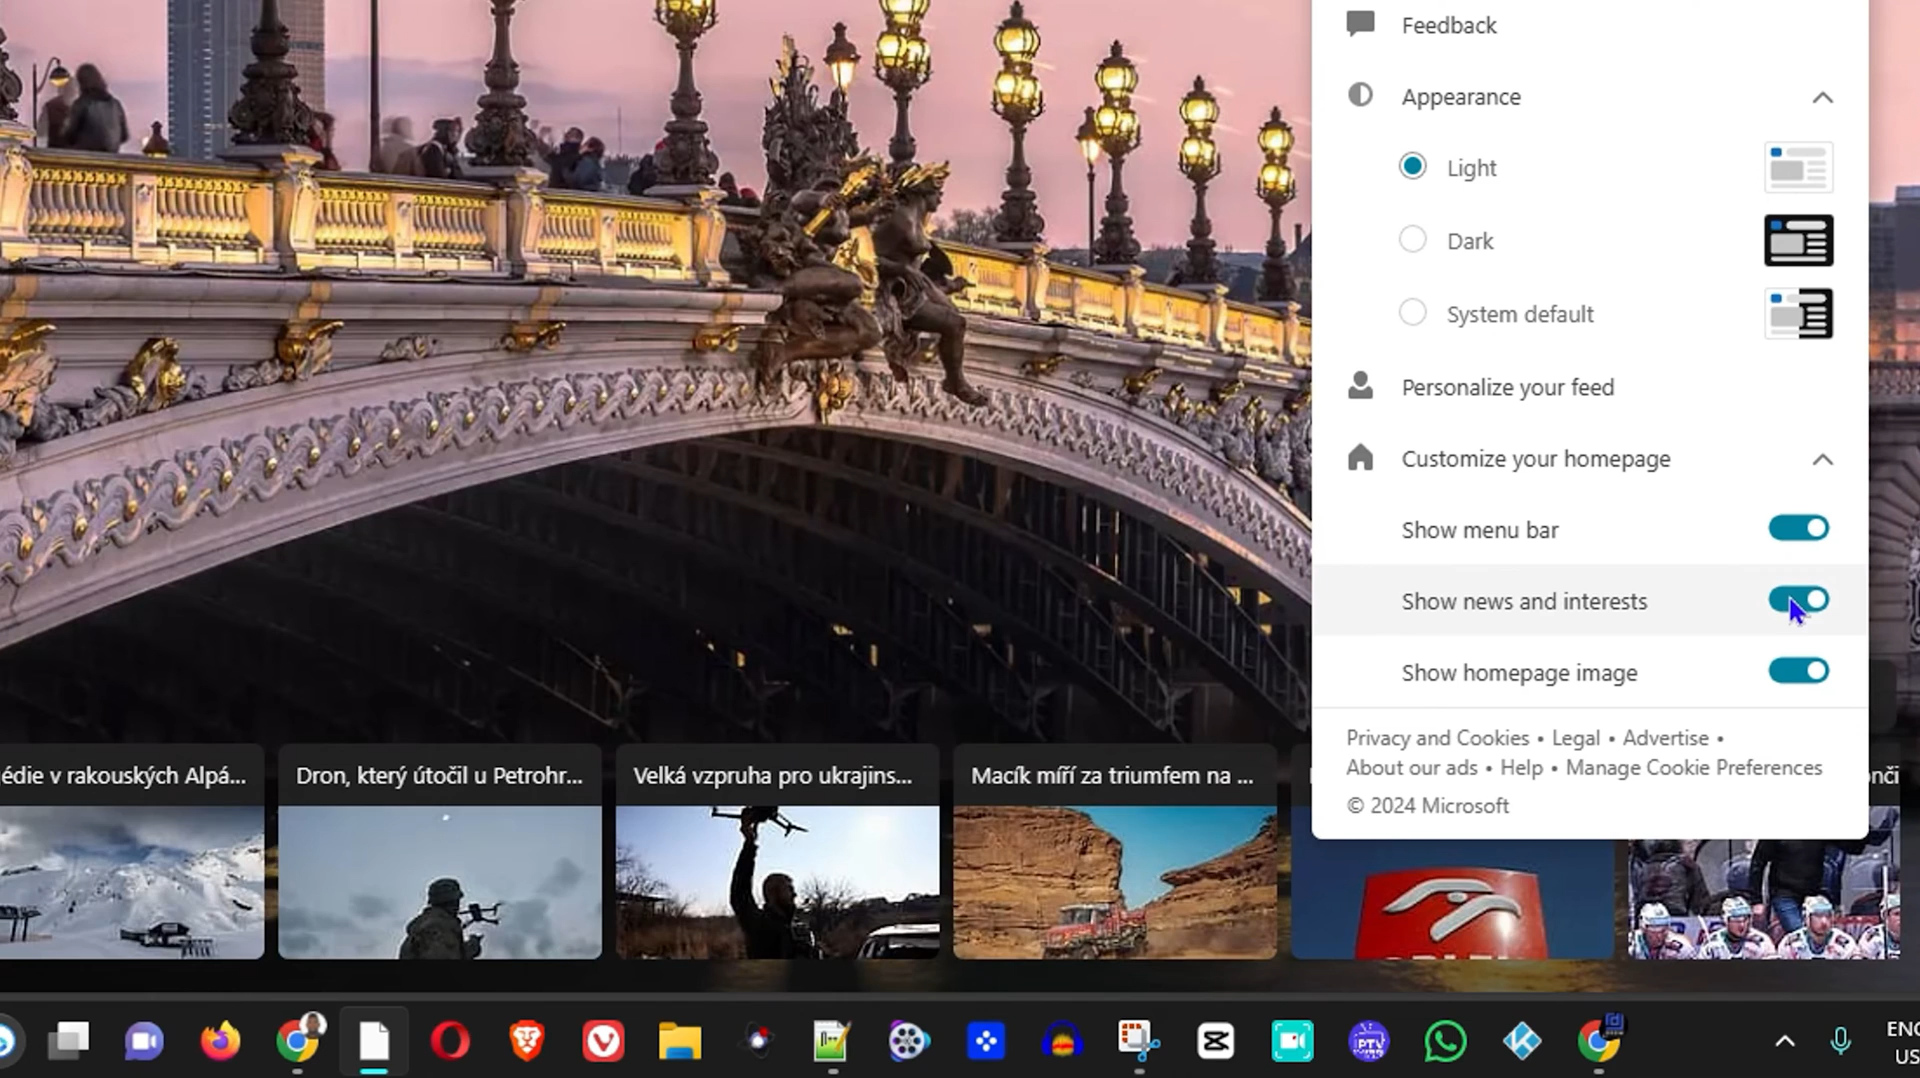 Feedback
Appearance
Light
Dark
System default
Personalize your feed
Customize your homepage
Show menu bar
Show news and interests
Show homepage image
Privacy and Cookies • Legal • Advertise •
About our ads • Help • Manage Cookie Preferences
© 2024 Microsoft
édie v rakouských Alpá...
Dron, který útočil u Petrohr...
Velká vzpruha pro ukrajins...
Macík míří za triumfem na ...
nči
IPTV
ENG
US